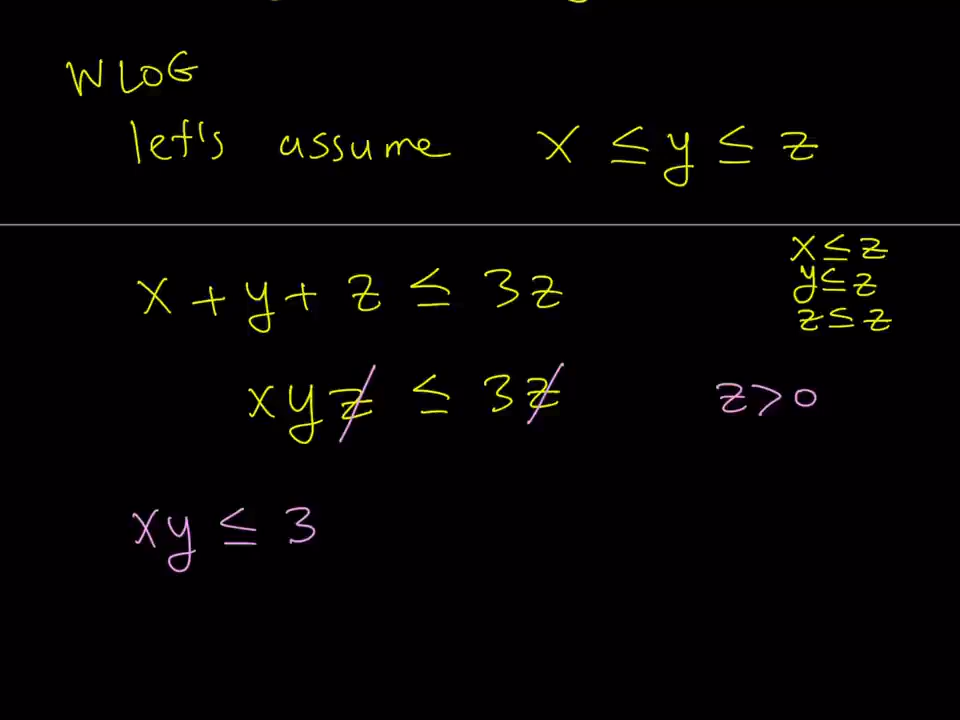 WLOG
let's assume x ≤ y ≤ z
x ≤ z
y ≤ z
z ≤ z
x + y + z ≤ 3z
xyz ≤ 3z z > 0
xy ≤ 3